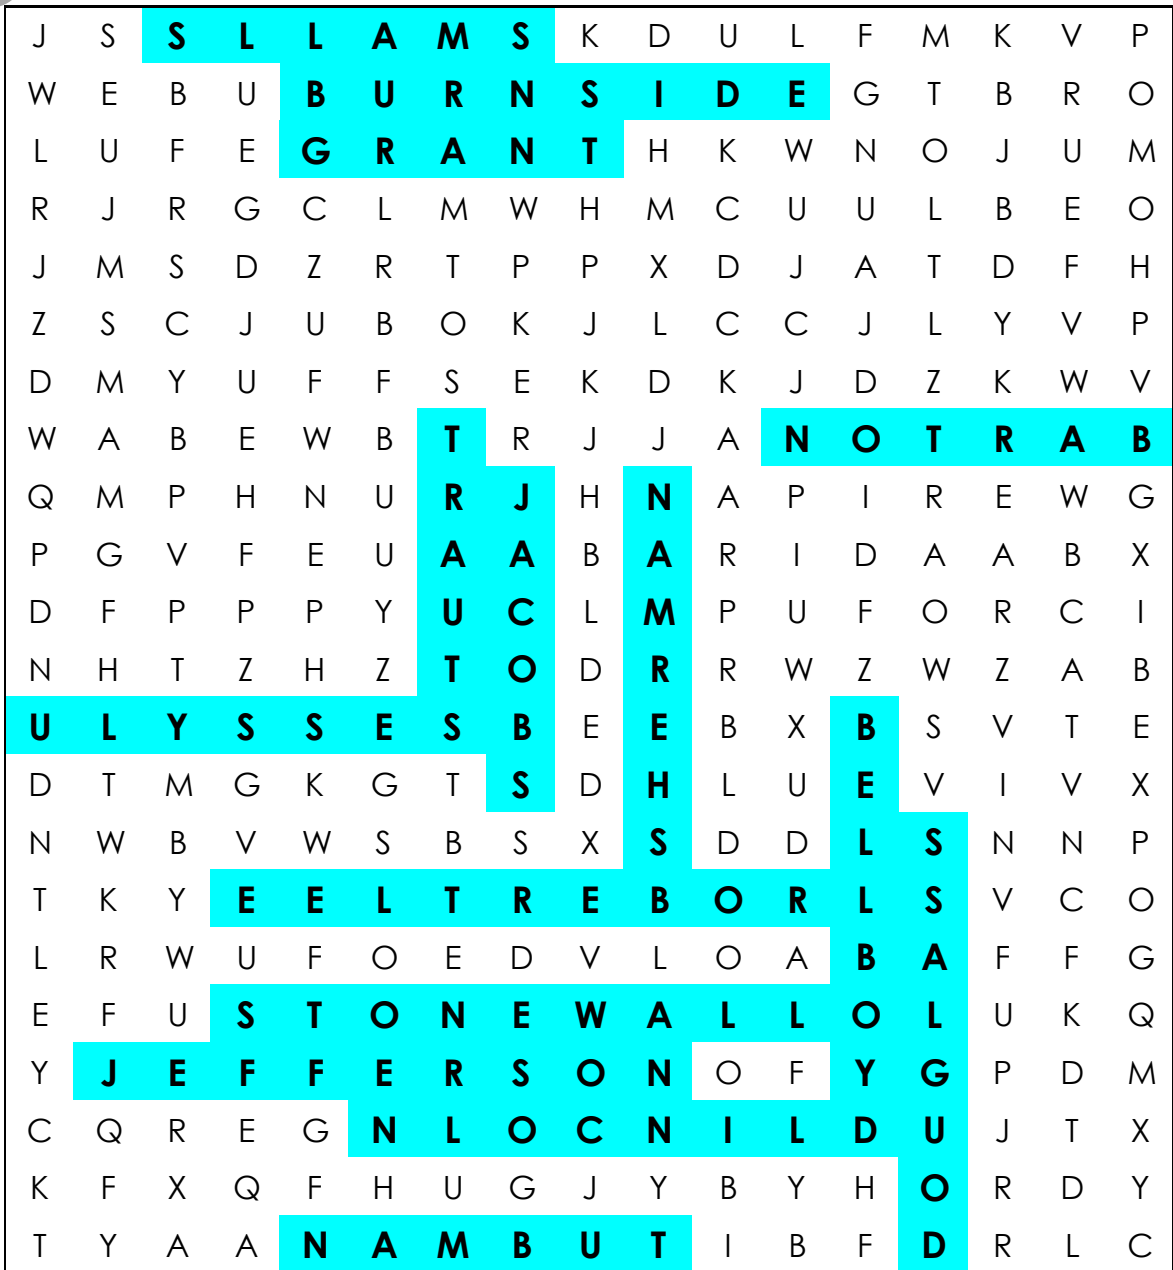 J S S L L A M S K D U L F M K V P
W E B U B U R N S I D E G T B R O
L U F E G R A N T H K W N O J U M
R J R G C L M W H M C U U L B E O
J M S D Z R T P P X D J A T D F H
Z S C J U B O K J L C C J L Y V P
D M Y U F F S E K D K J D Z K W V
W A B E W B T R J J A N O T R A B
Q M P H N U R J H N A P I R E W G
P G V F E U A A B A R I D A A B X
D F P P P Y U C L M P U F O R C I
N H T Z H Z T O D R R W Z W Z A B
U L Y S S E S B E E B X B S V T E
D T M G K G T S D H L U E V I V X
N W B V W S B S X S D D L S N N P
T K Y E E L T R E B O R L S V C O
L R W U F O E D V L O A B A F F G
E F U S T O N E W A L L O L U K Q
Y J E F F E R S O N O F Y G P D M
C Q R E G N L O C N I L D U J T X
K F X Q F H U G J Y B Y H O R D Y
T Y A A N A M B U T I B F D R L C